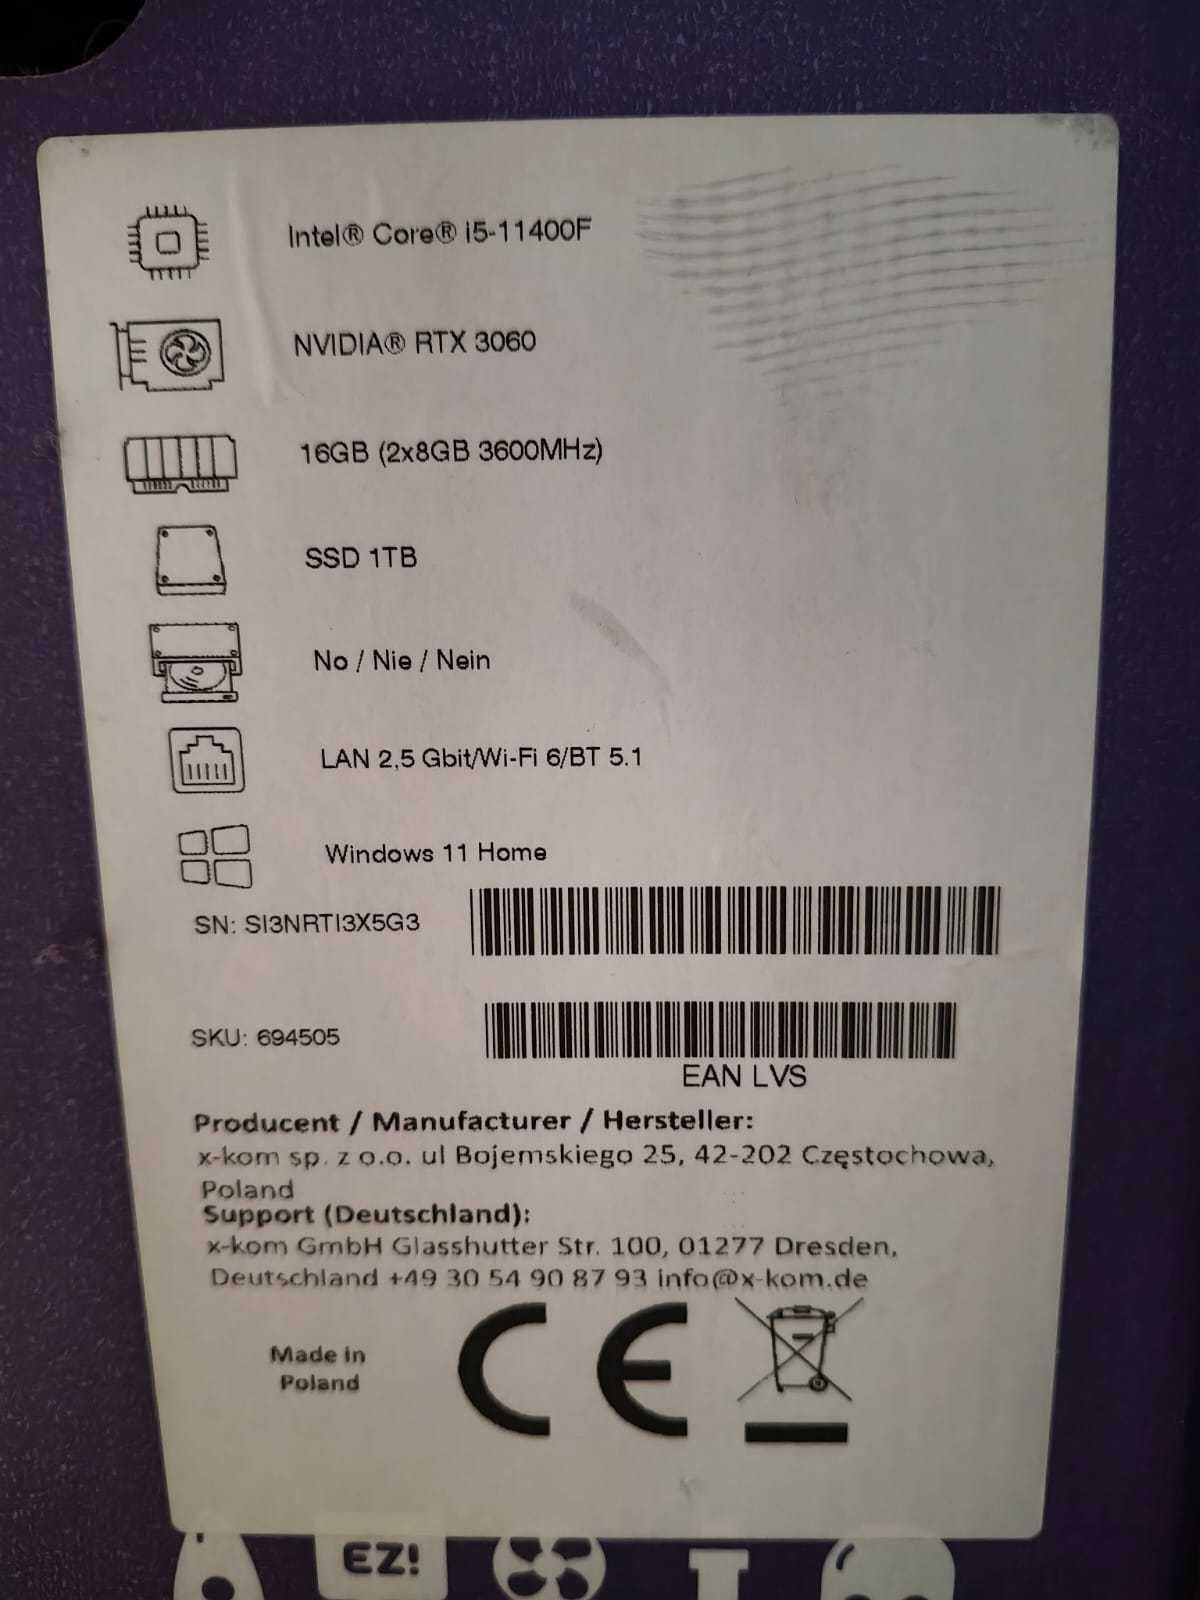 Intel® Core® i5-11400F
NVIDIA® RTX 3060
16GB (2x8GB 3600MHz)
SSD 1TB
No / Nie / Nein
LAN 2,5 Gbit/Wi-Fi 6/BT 5.1
Windows 11 Home
SN: SI3NRTI3X5G3
SKU: 694505
EAN LVS
Producent / Manufacturer / Hersteller:
x-kom sp. z o.o. ul Bojemskiego 25, 42-202 Częstochowa,
Poland
Support (Deutschland):
x-kom GmbH Glasshutter Str. 100, 01277 Dresden,
Deutschland +49 30 54 90 87 93 info@x-kom.de
Made in
Poland
CE
EZ!